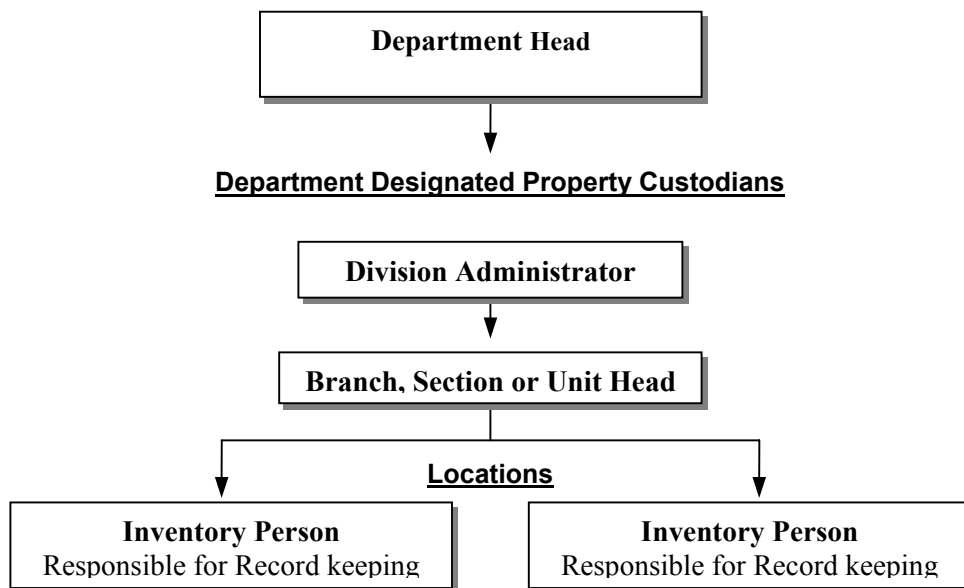 Department Head
Department Designated Property Custodians
Division Administrator
Branch, Section or Unit Head
Locations
Inventory Person
Responsible for Record keeping
Inventory Person
Responsible for Record keeping